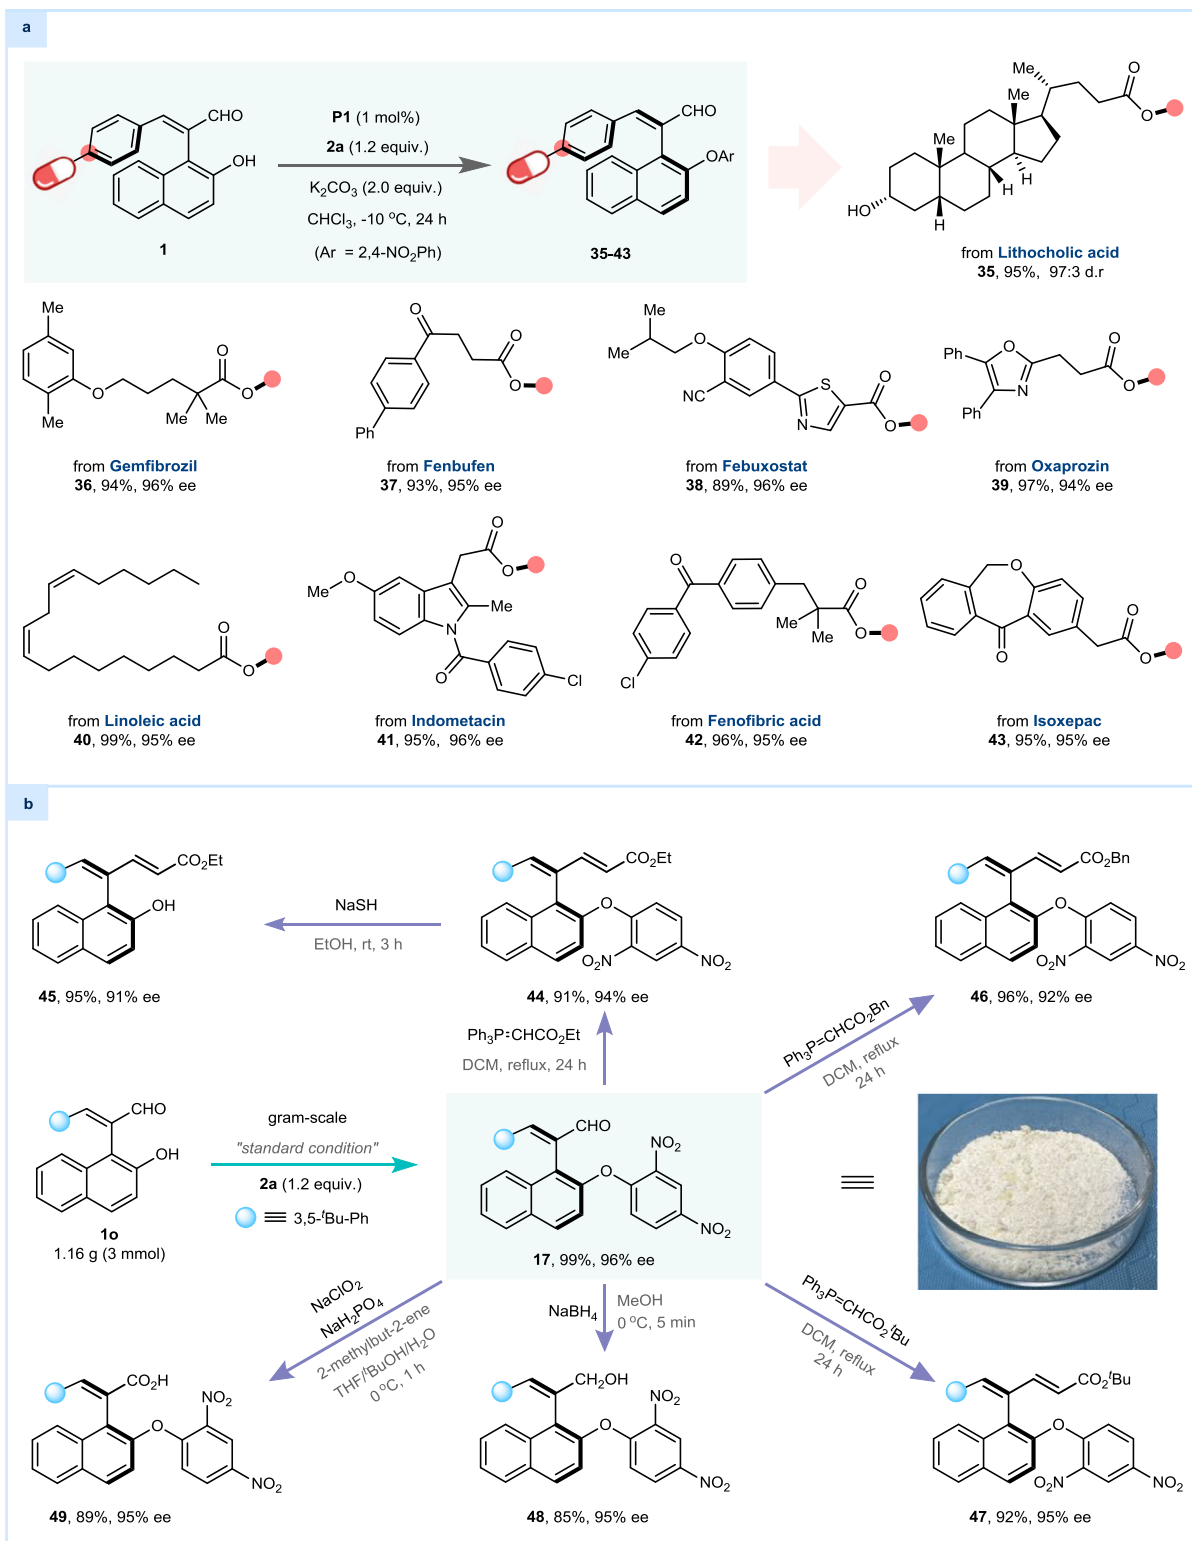 a
CHO
OH
1
P1 (1 mol%)
2a (1.2 equiv.)
K2CO3 (2.0 equiv.)
CHCl3, -10 ºC, 24 h
(Ar = 2,4-NO2Ph)
CHO
OAr
35-43
Me
O
O
Me
Me
H
H
H
HO
from Lithocholic acid
35, 95%, 97:3 d.r
Me
O
O
O
Me
Me
Me
from Gemfibrozil
36, 94%, 96% ee
O
O
O
Ph
from Fenbufen
37, 93%, 95% ee
Me
Me
O
NC
S
N
O
O
from Febuxostat
38, 89%, 96% ee
Ph
O
N
Ph
O
O
from Oxaprozin
39, 97%, 94% ee
O
O
from Linoleic acid
40, 99%, 95% ee
O
O
O
MeO
Me
N
O
Cl
from Indometacin
41, 95%, 96% ee
O
O
O
Me
Me
Cl
from Fenofibric acid
42, 96%, 95% ee
O
O
O
O
from Isoxepac
43, 95%, 95% ee
b
CO2Et
OH
45, 95%, 91% ee
NaSH
EtOH, rt, 3 h
CO2Et
O
O2N
NO2
44, 91%, 94% ee
CO2Bn
O
O2N
NO2
46, 96%, 92% ee
Ph3P=CHCO2Et
DCM, reflux, 24 h
Ph3P=CHCO2Bn
DCM, reflux
24 h
CHO
OH
1o
1.16 g (3 mmol)
gram-scale
"standard condition"
2a (1.2 equiv.)
3,5-tBu-Ph
CHO
O
NO2
NO2
17, 99%, 96% ee
NaClO2
NaH2PO4
2-methylbut-2-ene
THF/tBuOH/H2O
0 ºC, 1 h
NaBH4
MeOH
0 ºC, 5 min
Ph3P=CHCO2tBu
DCM, reflux
24 h
CO2H
O
NO2
NO2
49, 89%, 95% ee
CH2OH
O
NO2
NO2
48, 85%, 95% ee
CO2tBu
O
NO2
NO2
47, 92%, 95% ee